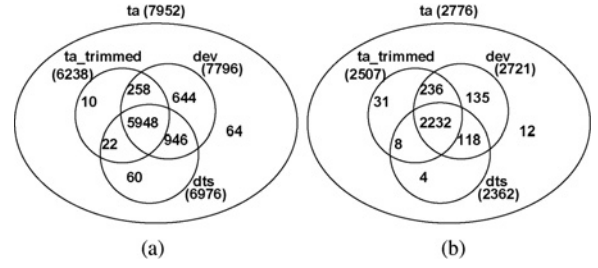 ta (7952)
ta_trimmed
(6238)
dev
(7796)
258
10
644
5948
64
22
946
60
dts
(6976)
(a)
ta (2776)
ta_trimmed
(2507)
dev
(2721)
236
31
135
2232
12
8
118
4
dts
(2362)
(b)